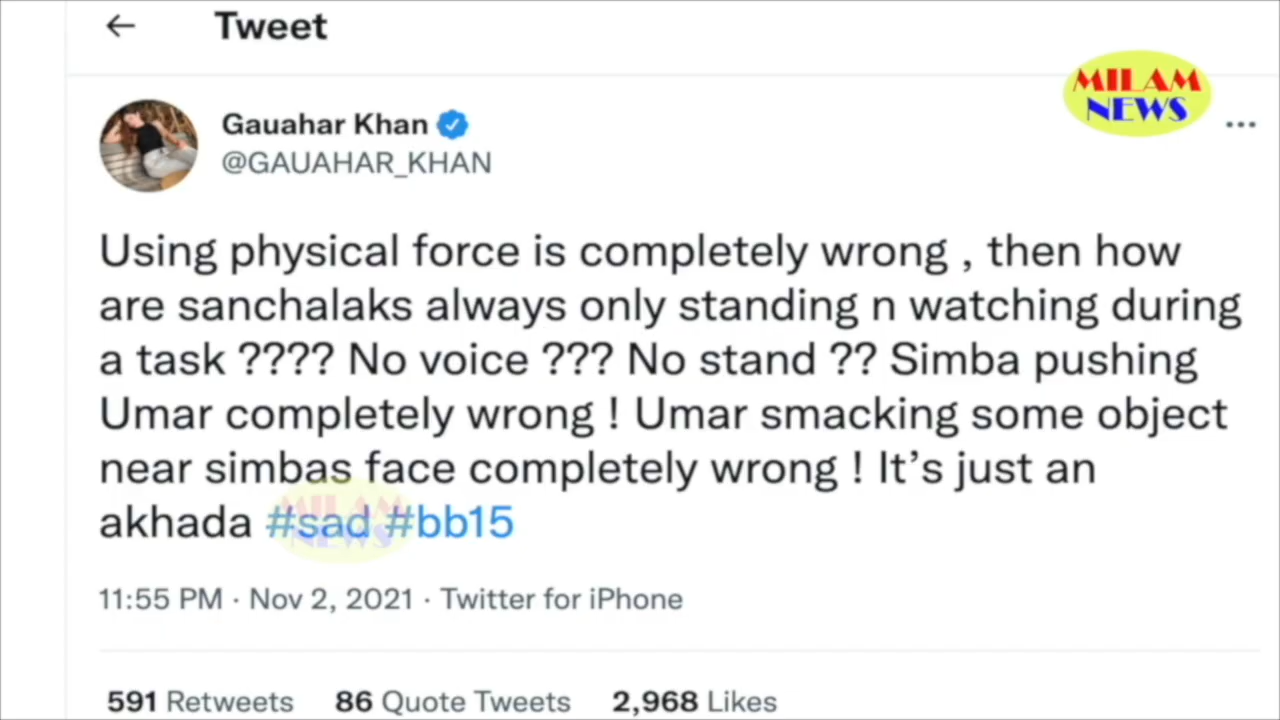 ← Tweet
MILAM
NEWS
Gauahar Khan
@GAUAHAR_KHAN
Using physical force is completely wrong , then how
are sanchalaks always only standing n watching during
a task ???? No voice ??? No stand ?? Simba pushing
Umar completely wrong ! Umar smacking some object
near simbas face completely wrong ! It’s just an
akhada #sad #bb15
MILAM
NEWS
11:55 PM · Nov 2, 2021 · Twitter for iPhone
591 Retweets 86 Quote Tweets 2,968 Likes